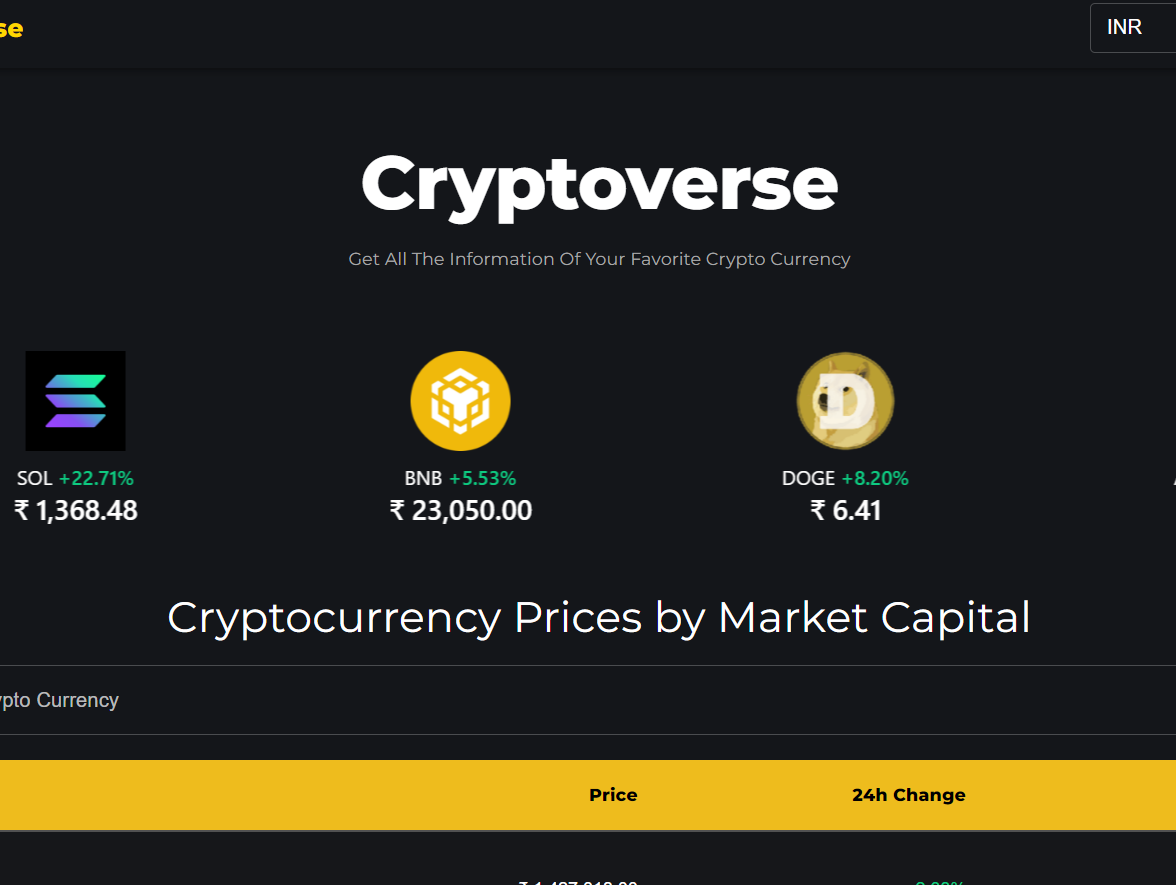 se
INR
Cryptoverse
Get All The Information Of Your Favorite Crypto Currency
SOL +22.71%
₹ 1,368.48
BNB +5.53%
₹ 23,050.00
DOGE +8.20%
₹ 6.41
Cryptocurrency Prices by Market Capital
ypto Currency
Price 24h Change